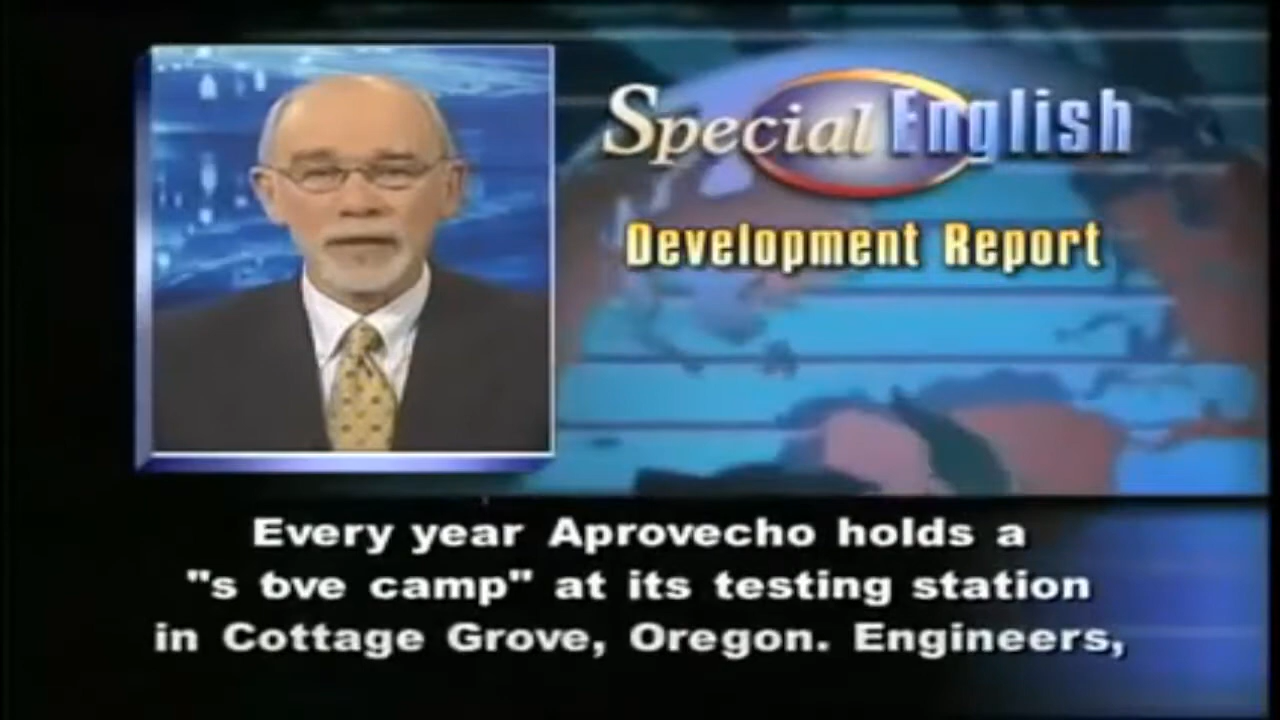 Special English
Development Report
Every year Aprovecho holds a
"s bve camp" at its testing station
in Cottage Grove, Oregon. Engineers,